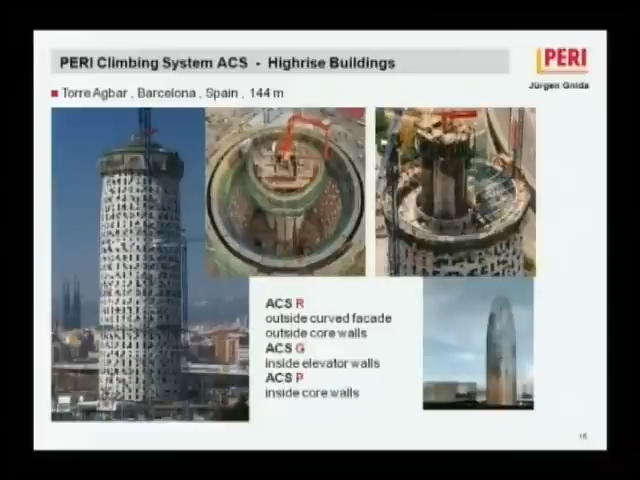 PERI Climbing System ACS - Highrise Buildings
PERI
Jürgen Gnida
Torre Agbar , Barcelona , Spain , 144 m
ACS R
outside curved facade
outside core walls
ACS G
inside elevator walls
ACS P
inside core walls